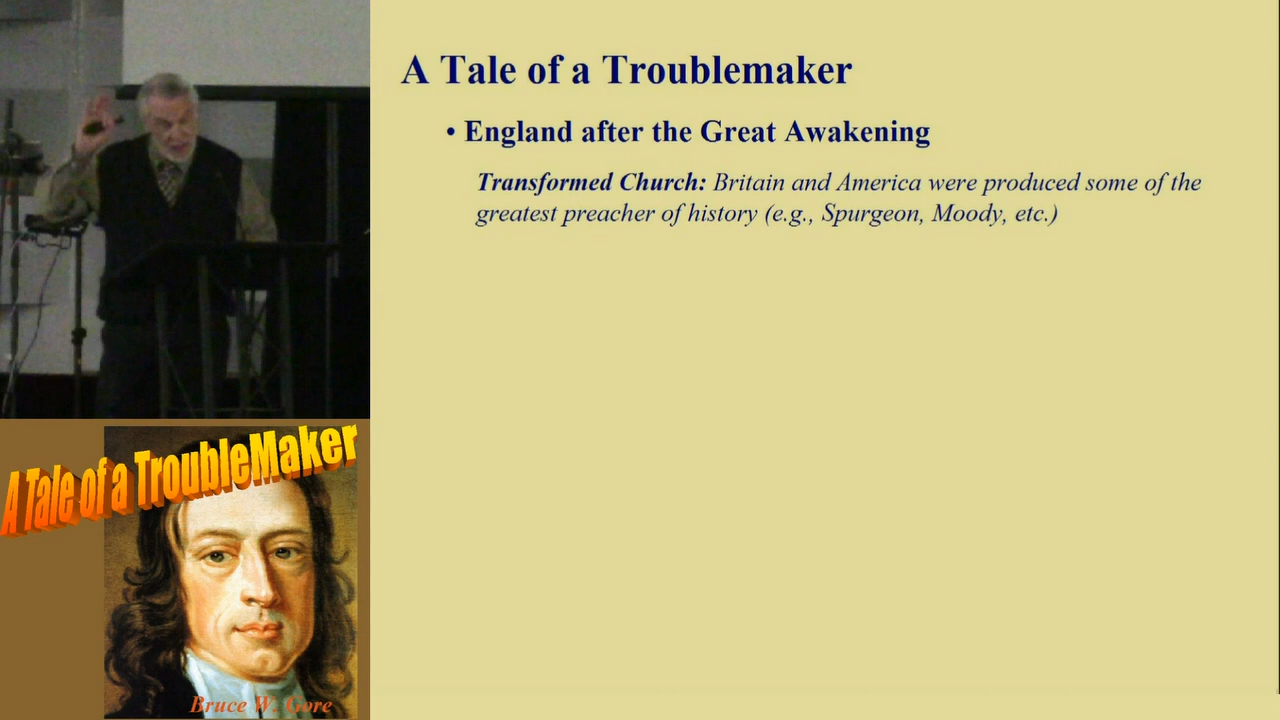 A Tale of a Troublemaker
• England after the Great Awakening
Transformed Church: Britain and America were produced some of the
greatest preacher of history (e.g., Spurgeon, Moody, etc.)
A Tale of a TroubleMaker
Bruce W. Gore